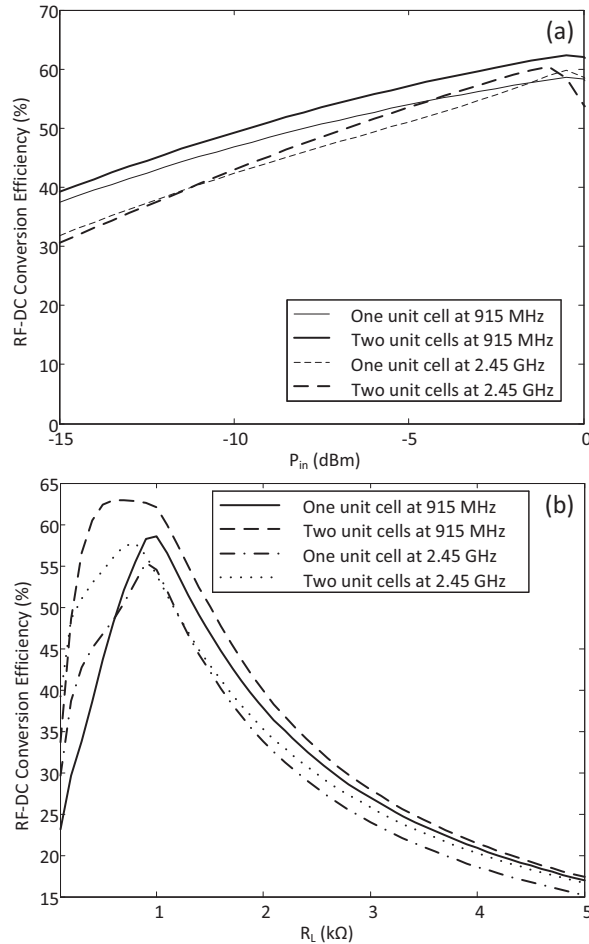 (a)
RF-DC Conversion Efficiency (%)
70
60
50
40
30
20
10
0
One unit cell at 915 MHz
Two unit cells at 915 MHz
One unit cell at 2.45 GHz
Two unit cells at 2.45 GHz
-15
-10
-5
0
Pin (dBm)
(b)
RF-DC Conversion Efficiency (%)
65
60
55
50
45
40
35
30
25
20
15
One unit cell at 915 MHz
Two unit cells at 915 MHz
One unit cell at 2.45 GHz
Two unit cells at 2.45 GHz
1
2
3
4
5
RL (kΩ)